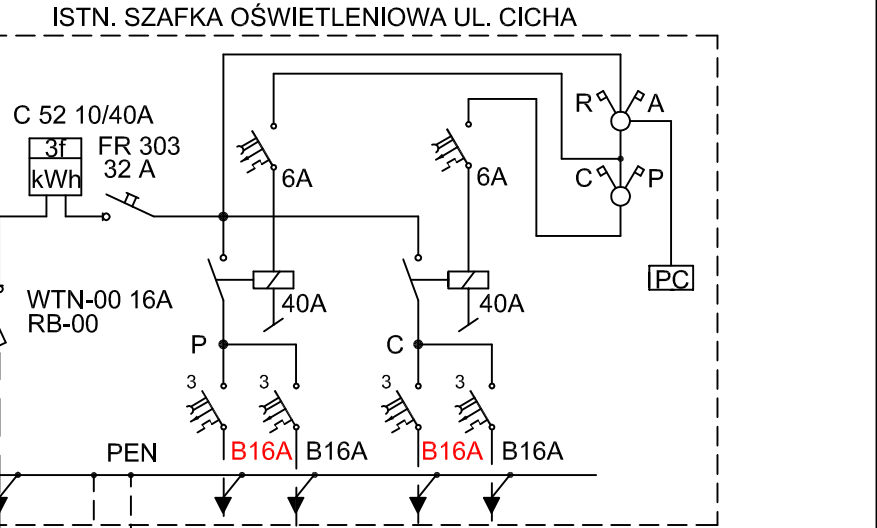 ISTN. SZAFKA OŚWIETLENIOWA UL. CICHA
C 52 10/40A
3f
kWh
FR 303
32 A
6A
6A
R
A
C
P
PC
WTN-00 16A
RB-00
40A
40A
P
C
3
3
3
3
PEN
B16A
B16A
B16A
B16A